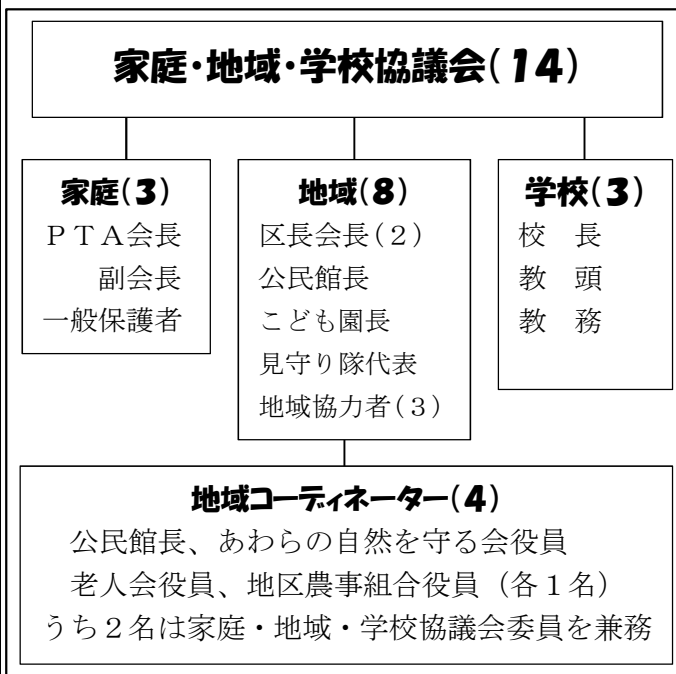 家庭・地域・学校協議会(14)
家庭(3)
ＰＴＡ会長
副会長
一般保護者
地域(8)
区長会長(２)
公民館長
こども園長
見守り隊代表
地域協力者(３)
学校(3)
校　長
教　頭
教　務
地域コーディネーター(4)
公民館長、あわらの自然を守る会役員
老人会役員、地区農事組合役員（各１名）
うち２名は家庭・地域・学校協議会委員を兼務